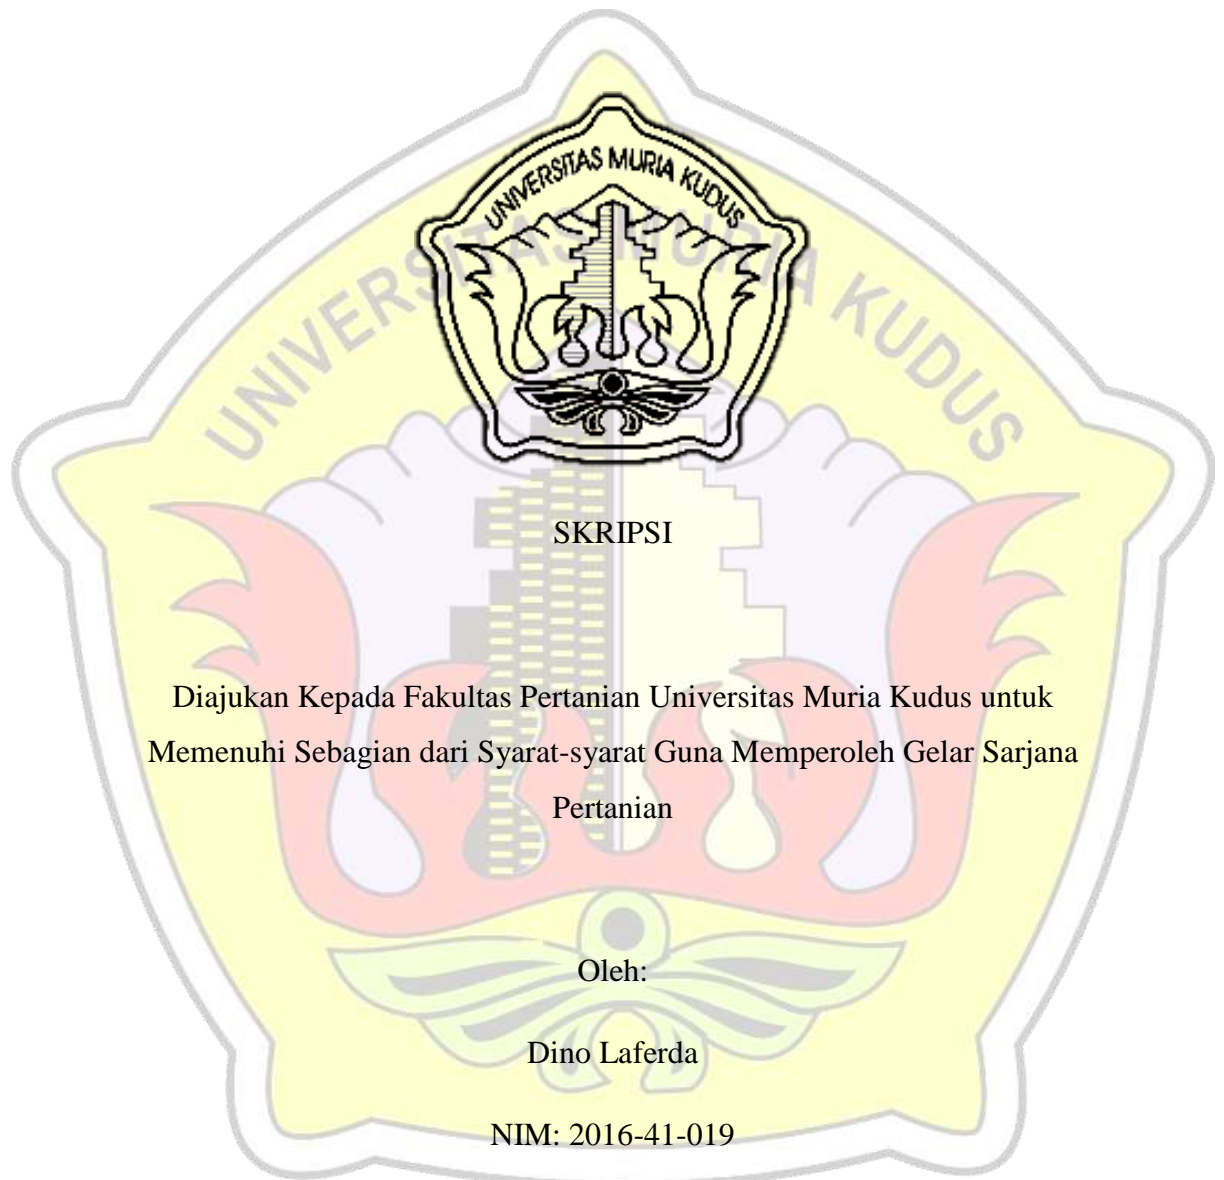 UNIVERSITAS MURIA KUDUS
UNIVERSITAS MURIA KUDUS
SKRIPSI
Diajukan Kepada Fakultas Pertanian Universitas Muria Kudus untuk
Memenuhi Sebagian dari Syarat-syarat Guna Memperoleh Gelar Sarjana
Pertanian
Oleh:
Dino Laferda
NIM: 2016-41-019